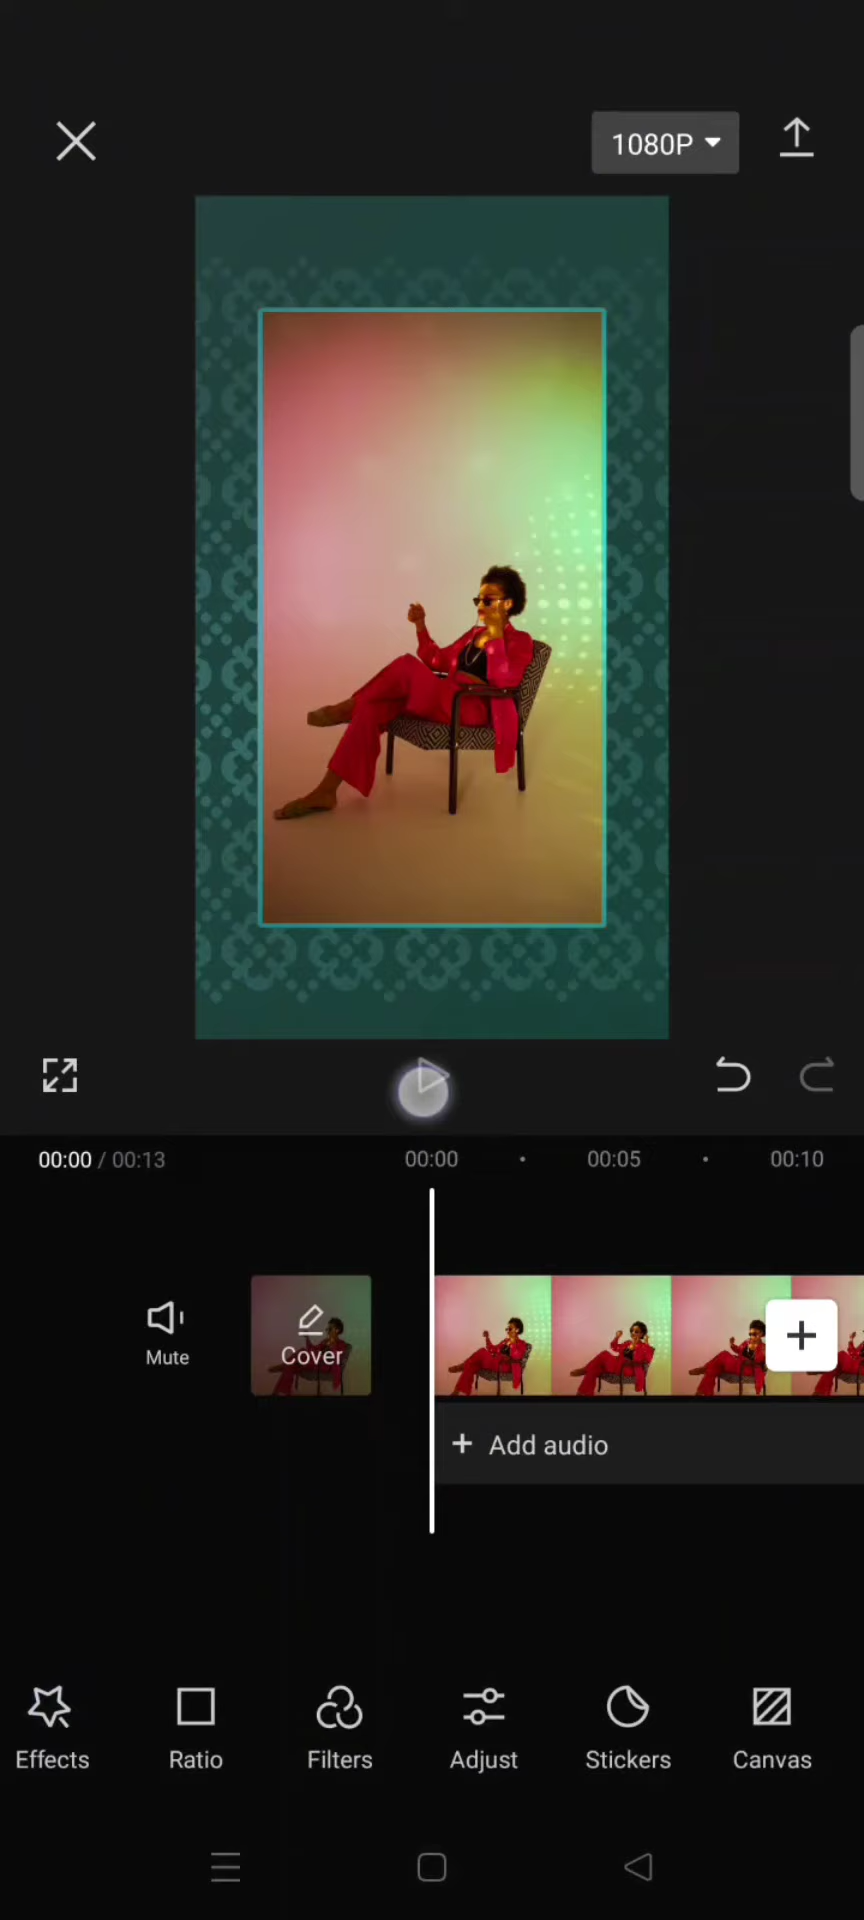 1080P
00:00 / 00:13
00:00
00:05
00:10
Mute
Cover
+ Add audio
Effects
Ratio
Filters
Adjust
Stickers
Canvas